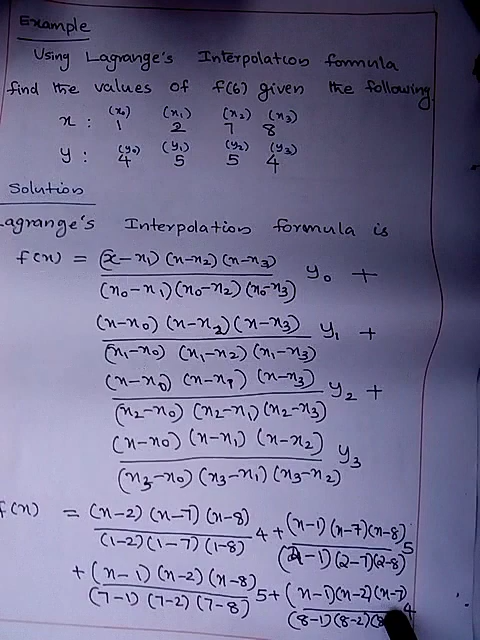 Example
Using Lagrange's Interpolation formula
find the values of f(6) given the following.
x : (x₀) (x₁) (x₂) (x₃)
1 2 7 8
y : (y₀) (y₁) (y₂) (y₃)
4 5 5 4
Solution
Lagrange's Interpolation formula is
f(x) = (x-x₁) (x-x₂) (x-x₃) y₀ +
(x₀-x₁) (x₀-x₂) (x₀-x₃)
(x-x₀) (x-x₂) (x-x₃) y₁ +
(x₁-x₀) (x₁-x₂) (x₁-x₃)
(x-x₀) (x-x₁) (x-x₃) y₂ +
(x₂-x₀) (x₂-x₁) (x₂-x₃)
(x-x₀) (x-x₁) (x-x₂) y₃
(x₃-x₀) (x₃-x₁) (x₃-x₂)
f(x) = (x-2) (x-7) (x-8) 4 + (x-1) (x-7) (x-8) 5
(1-2) (1-7) (1-8) (2-1) (2-7) (2-8)
+ (x-1) (x-2) (x-8) 5 + (x-1) (x-2) (x-7) 4
(7-1) (7-2) (7-8) (8-1) (8-2) (8